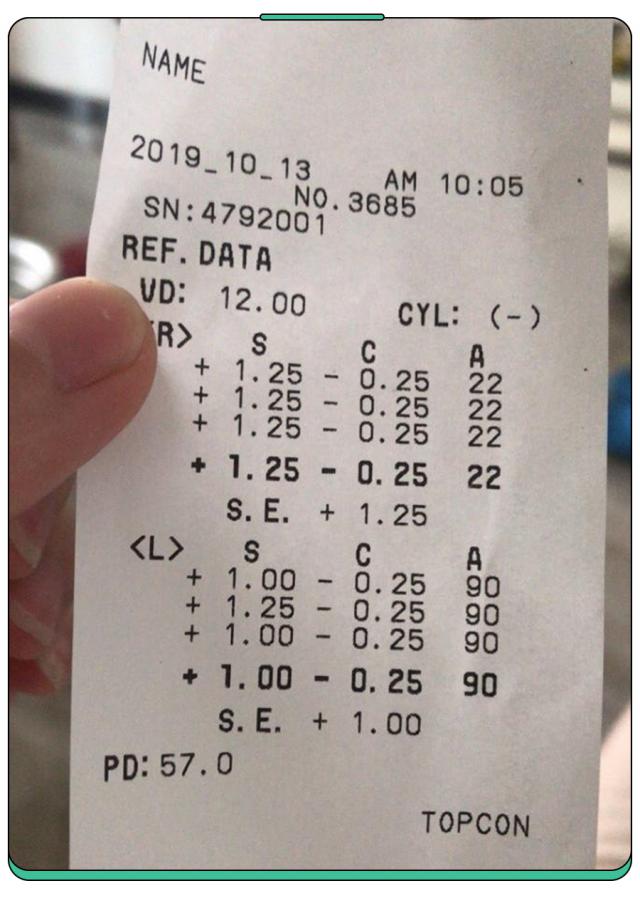 NAME
2019_10_13 AM 10:05
NO.3685
SN:4792001
REF. DATA
VD: 12.00 CYL: (-)
R> S C A
+ 1.25 - 0.25 22
+ 1.25 - 0.25 22
+ 1.25 - 0.25 22
+ 1.25 - 0.25 22
S.E. + 1.25
<L> S C A
+ 1.00 - 0.25 90
+ 1.25 - 0.25 90
+ 1.00 - 0.25 90
+ 1.00 - 0.25 90
S.E. + 1.00
PD: 57.0
TOPCON